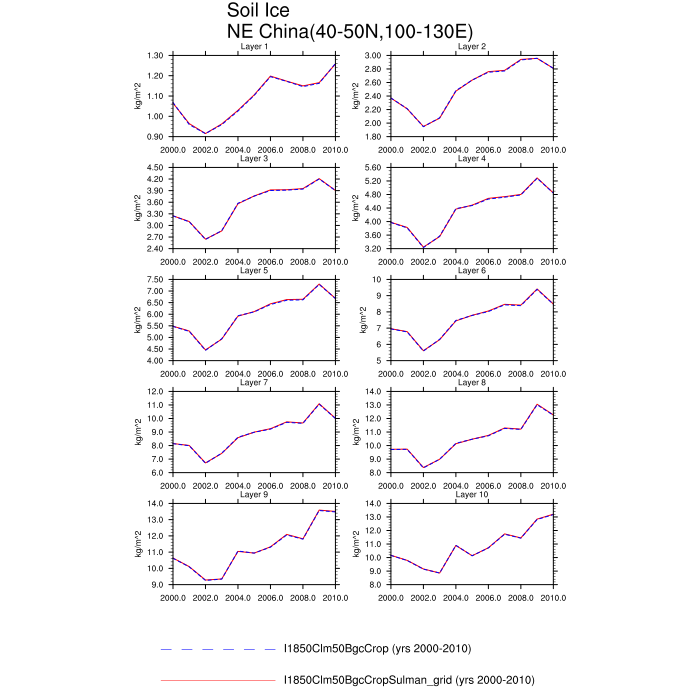 Soil Ice
NE China(40-50N,100-130E)
Layer 1
1.30
1.20
1.10
1.00
0.90
kg/m^2
2000.0 2002.0 2004.0 2006.0 2008.0 2010.0
Layer 2
3.00
2.80
2.60
2.40
2.20
2.00
1.80
kg/m^2
2000.0 2002.0 2004.0 2006.0 2008.0 2010.0
Layer 3
4.50
4.20
3.90
3.60
3.30
3.00
2.70
2.40
kg/m^2
2000.0 2002.0 2004.0 2006.0 2008.0 2010.0
Layer 4
5.60
5.20
4.80
4.40
4.00
3.60
3.20
kg/m^2
2000.0 2002.0 2004.0 2006.0 2008.0 2010.0
Layer 5
7.50
7.00
6.50
6.00
5.50
5.00
4.50
4.00
kg/m^2
2000.0 2002.0 2004.0 2006.0 2008.0 2010.0
Layer 6
10
9
8
7
6
5
kg/m^2
2000.0 2002.0 2004.0 2006.0 2008.0 2010.0
Layer 7
12.0
11.0
10.0
9.0
8.0
7.0
6.0
kg/m^2
2000.0 2002.0 2004.0 2006.0 2008.0 2010.0
Layer 8
14.0
13.0
12.0
11.0
10.0
9.0
8.0
kg/m^2
2000.0 2002.0 2004.0 2006.0 2008.0 2010.0
Layer 9
14.0
13.0
12.0
11.0
10.0
9.0
kg/m^2
2000.0 2002.0 2004.0 2006.0 2008.0 2010.0
Layer 10
14.0
13.0
12.0
11.0
10.0
9.0
8.0
kg/m^2
2000.0 2002.0 2004.0 2006.0 2008.0 2010.0
I1850Clm50BgcCrop (yrs 2000-2010)
I1850Clm50BgcCropSulman_grid (yrs 2000-2010)